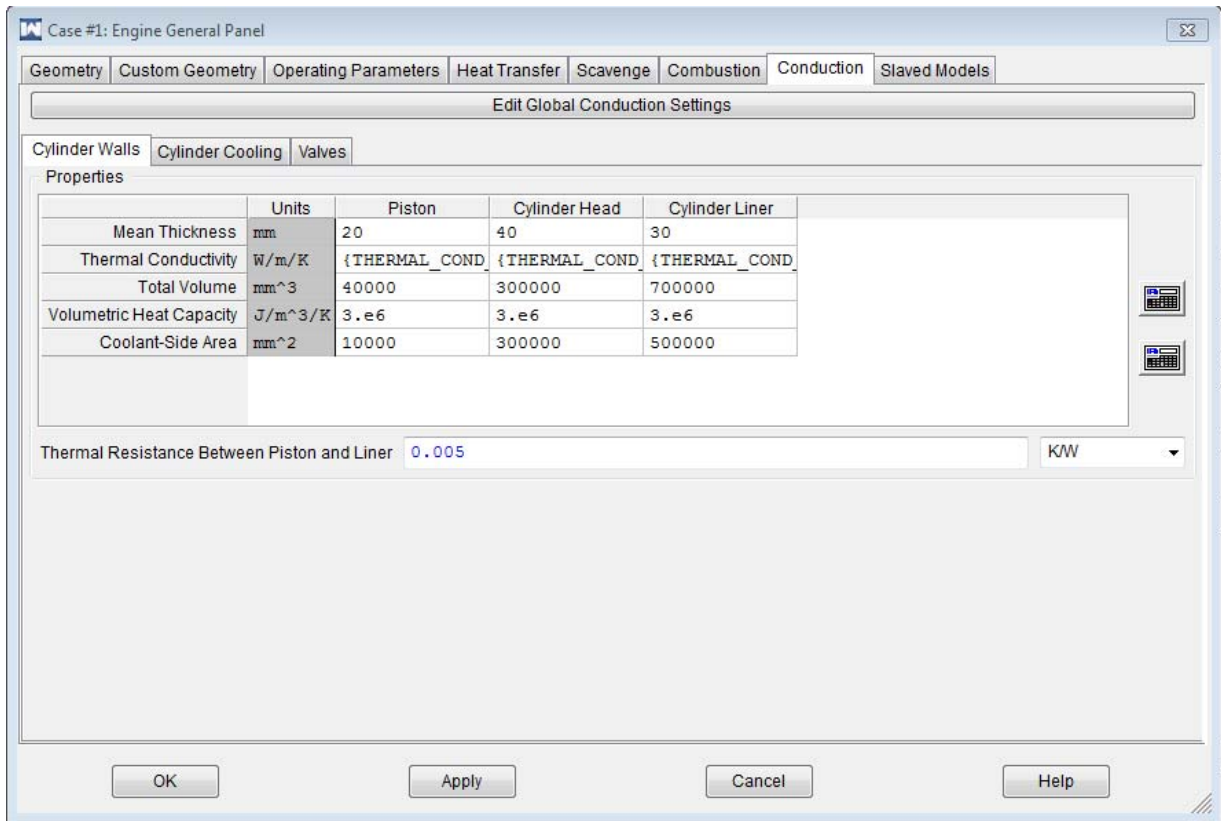 Case #1: Engine General Panel
Geometry Custom Geometry Operating Parameters Heat Transfer Scavenge Combustion Conduction Slaved Models
Edit Global Conduction Settings
Cylinder Walls Cylinder Cooling Valves
Properties
Units Piston Cylinder Head Cylinder Liner
Mean Thickness mm 20 40 30
Thermal Conductivity W/m/K {THERMAL_COND_ {THERMAL_COND_ {THERMAL_COND_
Total Volume mm^3 40000 300000 700000
Volumetric Heat Capacity J/m^3/K 3.e6 3.e6 3.e6
Coolant-Side Area mm^2 10000 300000 500000
Thermal Resistance Between Piston and Liner 0.005 K/W
OK Apply Cancel Help